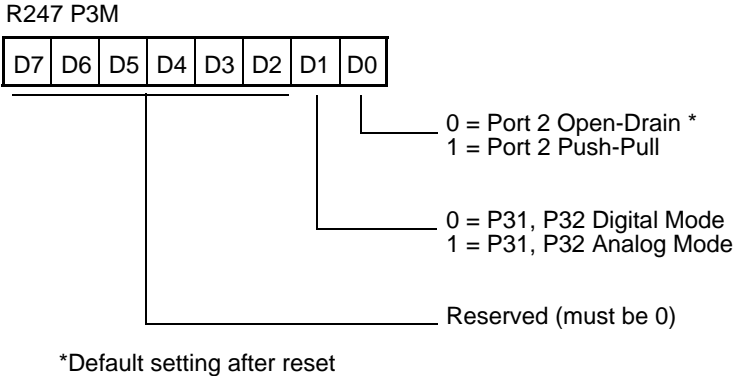 R247 P3M
D7 D6 D5 D4 D3 D2 D1 D0
0 = Port 2 Open-Drain *
1 = Port 2 Push-Pull
0 = P31, P32 Digital Mode
1 = P31, P32 Analog Mode
Reserved (must be 0)
*Default setting after reset